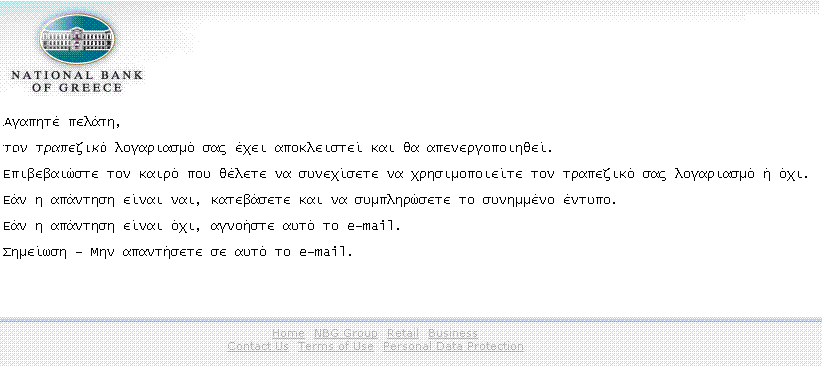 NATIONAL BANK
OF GREECE
Αγαπητέ πελάτη,
τον τραπεζικό λογαριασμό σας έχει αποκλειστεί και θα απενεργοποιηθεί.
Επιβεβαιώστε τον καιρό που θέλετε να συνεχίσετε να χρησιμοποιείτε τον τραπεζικό σας λογαριασμό ή όχι.
Εάν η απάντηση είναι ναι, κατεβάσετε και να συμπληρώσετε το συνημμένο έντυπο.
Εάν η απάντηση είναι όχι, αγνοήστε αυτό το e-mail.
Σημείωση - Μην απαντήσετε σε αυτό το e-mail.
Home NBG Group Retail Business
Contact Us Terms of Use Personal Data Protection